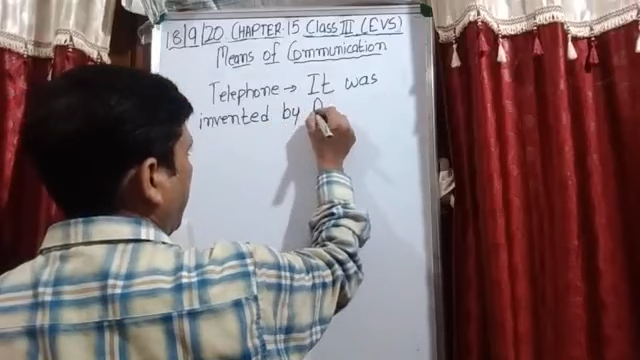 18/9/20 CHAPTER·15 Class III (EVS)
Means of Communication
Telephone → It was
invented by